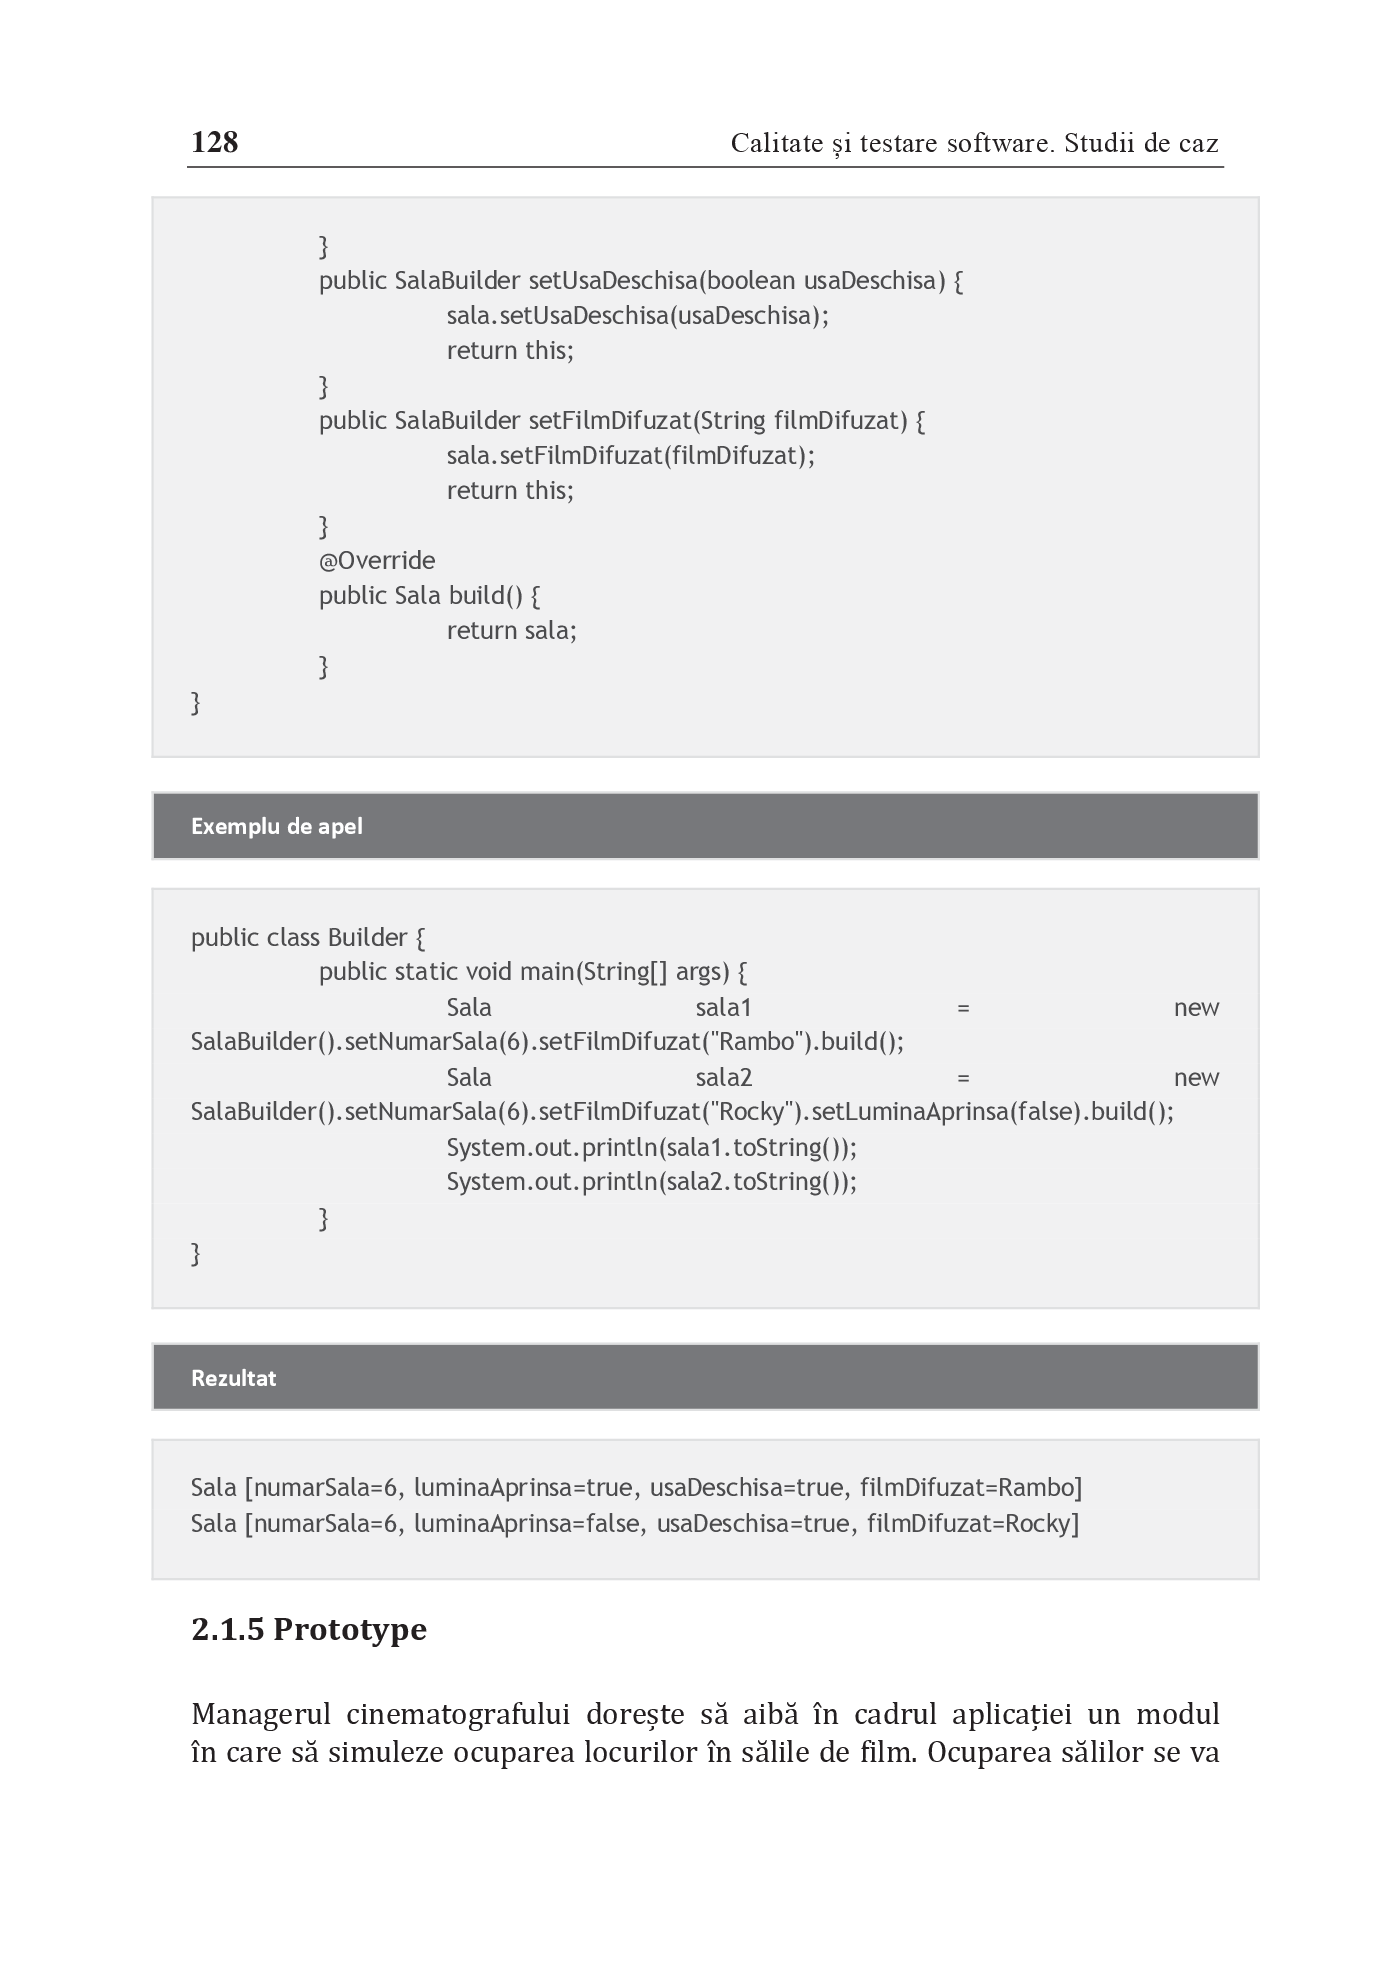 128 Calitate și testare software. Studii de caz
}
public SalaBuilder setUsaDeschisa(boolean usaDeschisa) {
sala.setUsaDeschisa(usaDeschisa);
return this;
}
public SalaBuilder setFilmDifuzat(String filmDifuzat) {
sala.setFilmDifuzat(filmDifuzat);
return this;
}
@Override
public Sala build() {
return sala;
}
}
Exemplu de apel
public class Builder {
public static void main(String[] args) {
Sala sala1 = new
SalaBuilder().setNumarSala(6).setFilmDifuzat("Rambo").build();
Sala sala2 = new
SalaBuilder().setNumarSala(6).setFilmDifuzat("Rocky").setLuminaAprinsa(false).build();
System.out.println(sala1.toString());
System.out.println(sala2.toString());
}
}
Rezultat
Sala [numarSala=6, luminaAprinsa=true, usaDeschisa=true, filmDifuzat=Rambo]
Sala [numarSala=6, luminaAprinsa=false, usaDeschisa=true, filmDifuzat=Rocky]
2.1.5 Prototype
Managerul cinematografului dorește să aibă în cadrul aplicației un modul
în care să simuleze ocuparea locurilor în sălile de film. Ocuparea sălilor se va